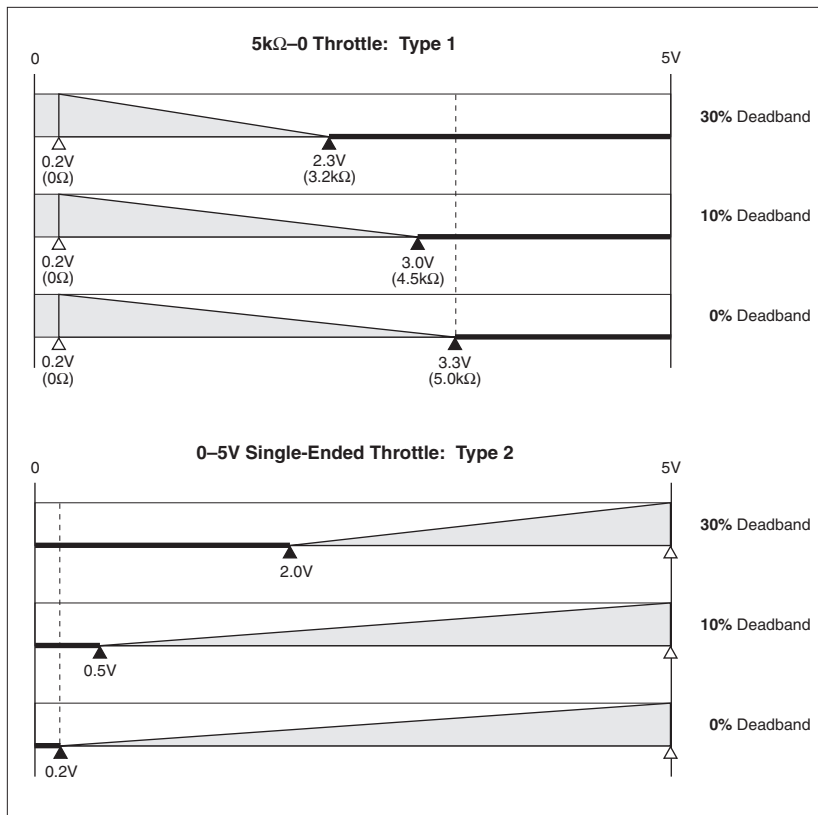 5kΩ–0 Throttle: Type 1
0 5V
30% Deadband
0.2V 2.3V
(0Ω) (3.2kΩ)
10% Deadband
0.2V 3.0V
(0Ω) (4.5kΩ)
0% Deadband
0.2V 3.3V
(0Ω) (5.0kΩ)
0–5V Single-Ended Throttle: Type 2
0 5V
30% Deadband
2.0V
10% Deadband
0.5V
0% Deadband
0.2V